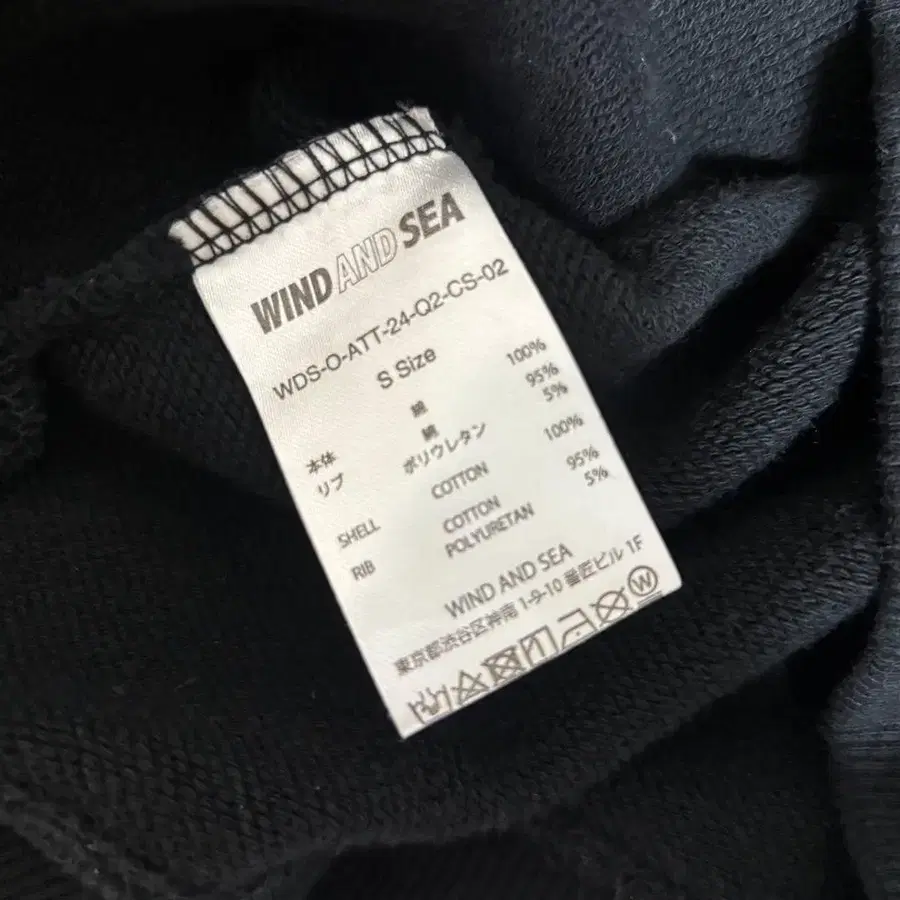 WIND AND SEA
WDS-O-ATT-24-Q2-CS-02
S Size
本体 綿 100%
リブ 綿 95%
ポリウレタン 5%
SHELL COTTON 100%
RIB COTTON 95%
POLYURETAN 5%
WIND AND SEA
東京都渋谷区神南1-9-10 番匠ビル 1F
W